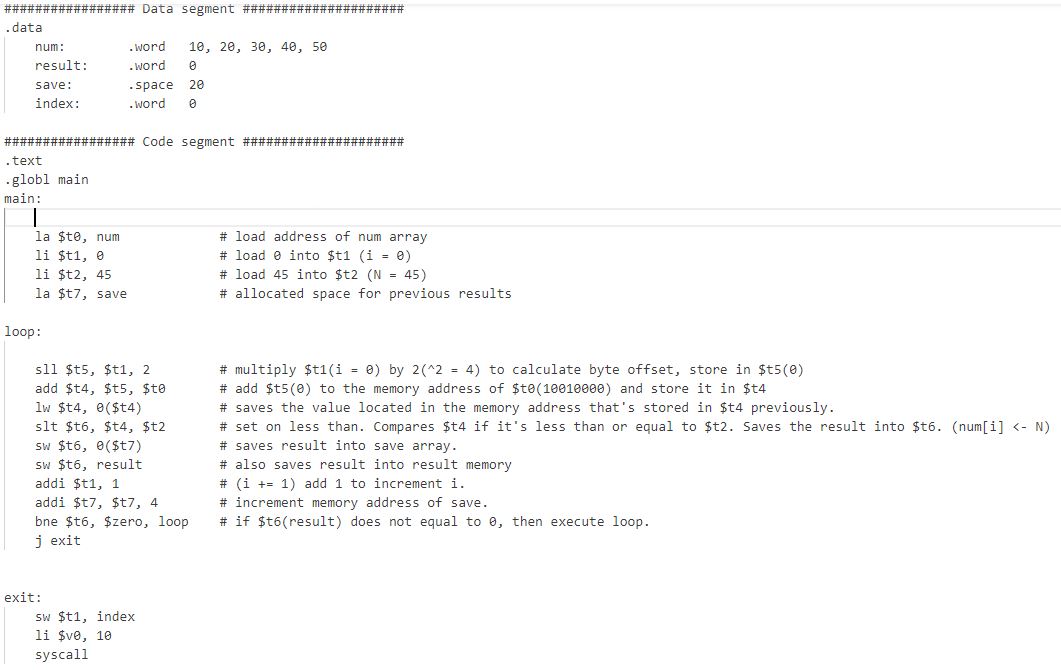 ################# Data segment #####################
.data
    num:        .word   10, 20, 30, 40, 50
    result:     .word   0
    save:       .space  20
    index:      .word   0
################# Code segment #####################
.text
.globl main
main:
    la $t0, num             # load address of num array
    li $t1, 0               # load 0 into $t1 (i = 0)
    li $t2, 45              # load 45 into $t2 (N = 45)
    la $t7, save            # allocated space for previous results
loop:
    sll $t5, $t1, 2         # multiply $t1(i = 0) by 2(^2 = 4) to calculate byte offset, store in $t5(0)
    add $t4, $t5, $t0       # add $t5(0) to the memory address of $t0(10010000) and store it in $t4
    lw $t4, 0($t4)          # saves the value located in the memory address that's stored in $t4 previously.
    slt $t6, $t4, $t2       # set on less than. Compares $t4 if it's less than or equal to $t2. Saves the result into $t6. (num[i] <- N)
    sw $t6, 0($t7)          # saves result into save array.
    sw $t6, result          # also saves result into result memory
    addi $t1, 1             # (i += 1) add 1 to increment i.
    addi $t7, $t7, 4        # increment memory address of save.
    bne $t6, $zero, loop    # if $t6(result) does not equal to 0, then execute loop.
    j exit
exit:
    sw $t1, index
    li $v0, 10
    syscall